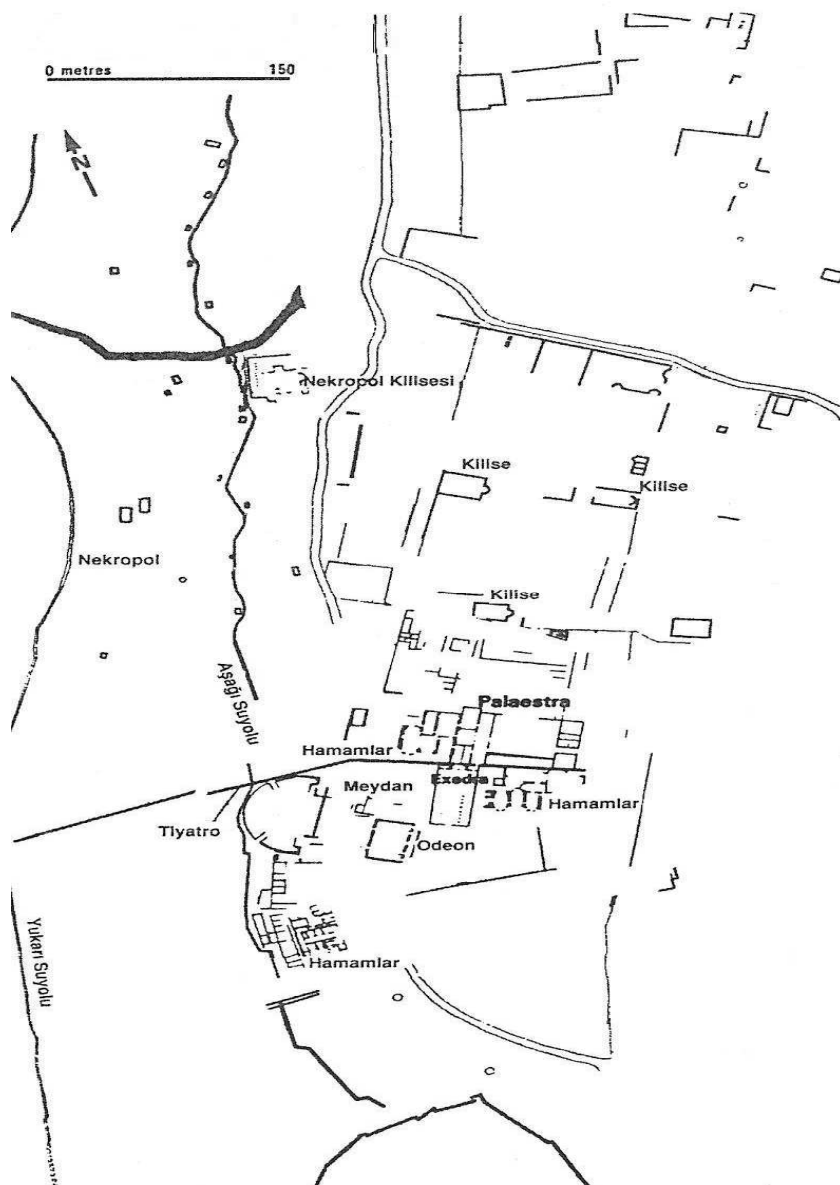 0 metres 150
N
Nekropol Kilisesi
Kilise
Kilise
Nekropol
Kilise
Aşağı Suyolu
Palaestra
Hamamlar
Exedra
Meydan
Hamamlar
Tiyatro
Odeon
Yukarı Suyolu
Hamamlar